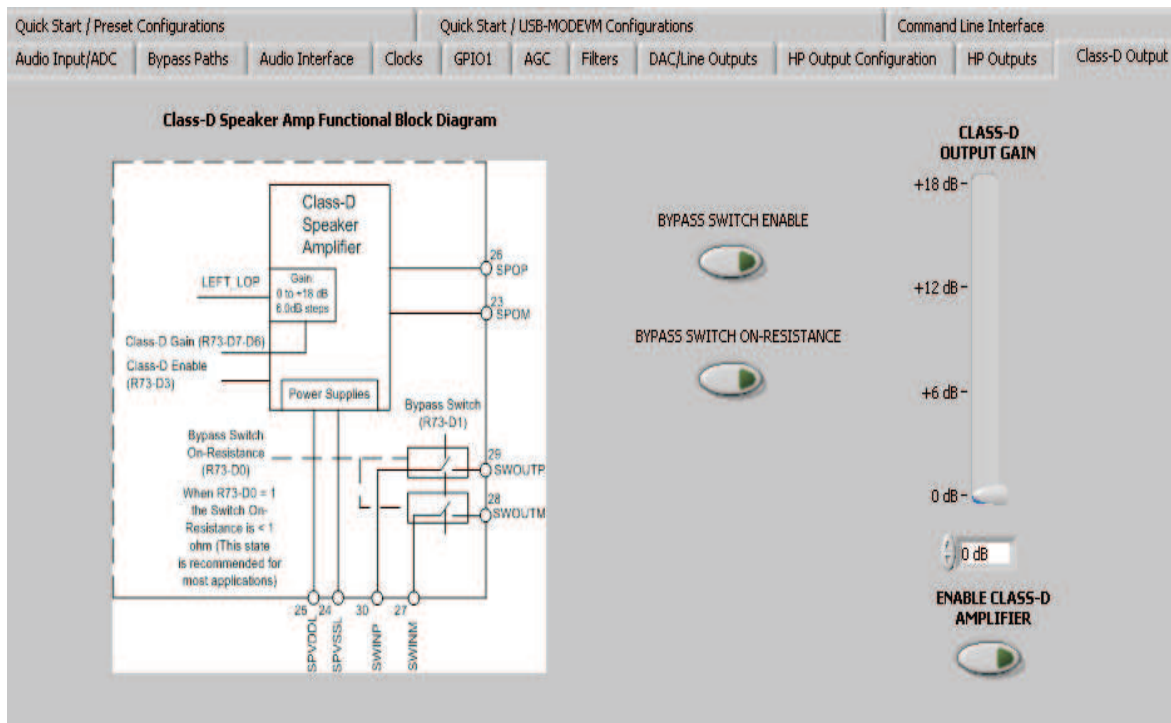 Quick Start / Preset Configurations
Quick Start / USB-MODEVM Configurations
Command Line Interface
Audio Input/ADC
Bypass Paths
Audio Interface
Clocks
GPIO1
AGC
Filters
DAC/Line Outputs
HP Output Configuration
HP Outputs
Class-D Output
Class-D Speaker Amp Functional Block Diagram
Class-D
Speaker
Amplifier
LEFT_LOP
Gain:
0 to +18 dB
6.0dB steps
26
SPOP
23
SPOM
Class-D Gain (R73-D7-D6)
Class-D Enable
(R73-D3)
Power Supplies
Bypass Switch
(R73-D1)
Bypass Switch
On-Resistance
(R73-D0)
When R73-D0 = 1
the Switch On-
Resistance is < 1
ohm (This state
is recommended for
most applications)
29
SWOUTP
28
SWOUTM
25
24
30
27
SPVDDL
SPVSSL
SWINP
SWINM
BYPASS SWITCH ENABLE
BYPASS SWITCH ON-RESISTANCE
CLASS-D
OUTPUT GAIN
+18 dB
+12 dB
+6 dB
0 dB
0 dB
ENABLE CLASS-D
AMPLIFIER